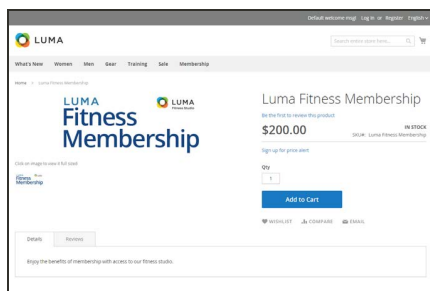 Default welcome msg! Log In or Register English
LUMA
Search entire store here...
What's New Women Men Gear Training Sale Membership
Home > Luma Fitness Membership
LUMA
Fitness
Membership
LUMA
Fitness Studio
Click on image to view it full sized
Fitness
Membership
Luma Fitness Membership
Be the first to review this product
$200.00
IN STOCK
SKU#: Luma Fitness Membership
Sign up for price alert
Qty
1
Add to Cart
WISHLIST COMPARE EMAIL
Details Reviews
Enjoy the benefits of membership with access to our fitness studio.